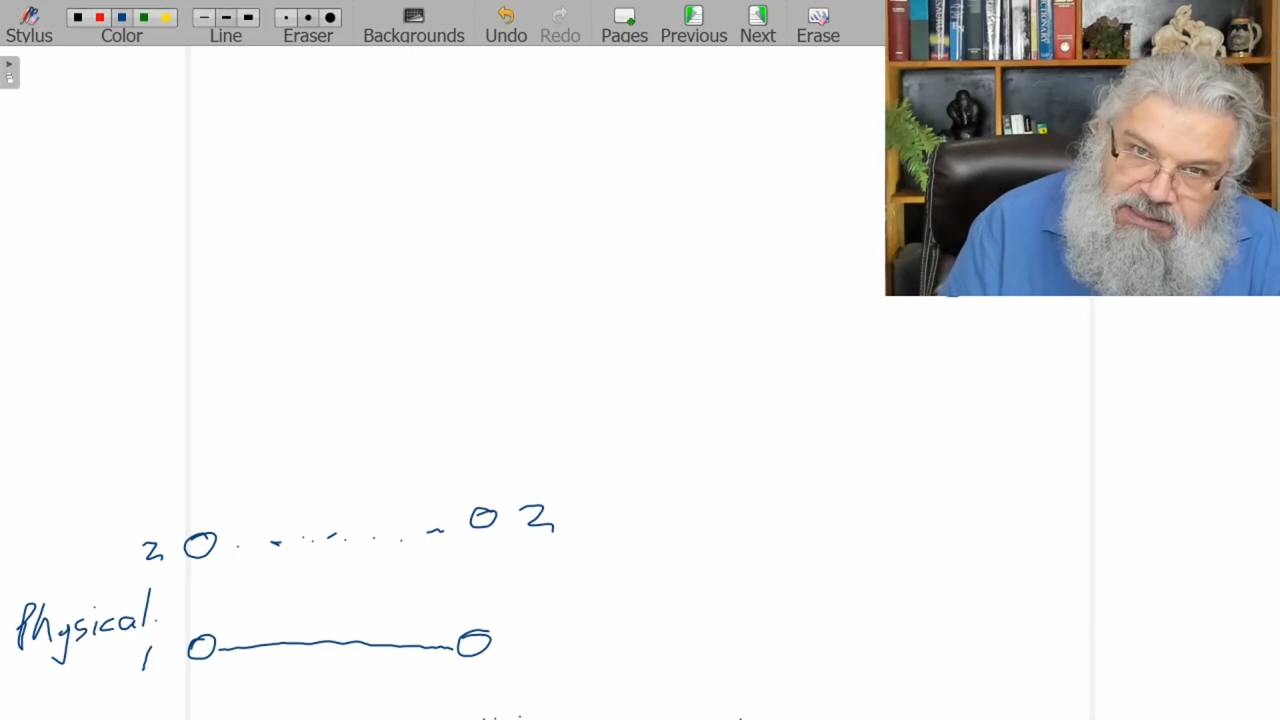 Stylus Color Line Eraser Backgrounds Undo Redo Pages Previous Next Erase
2 2
Physical.
1